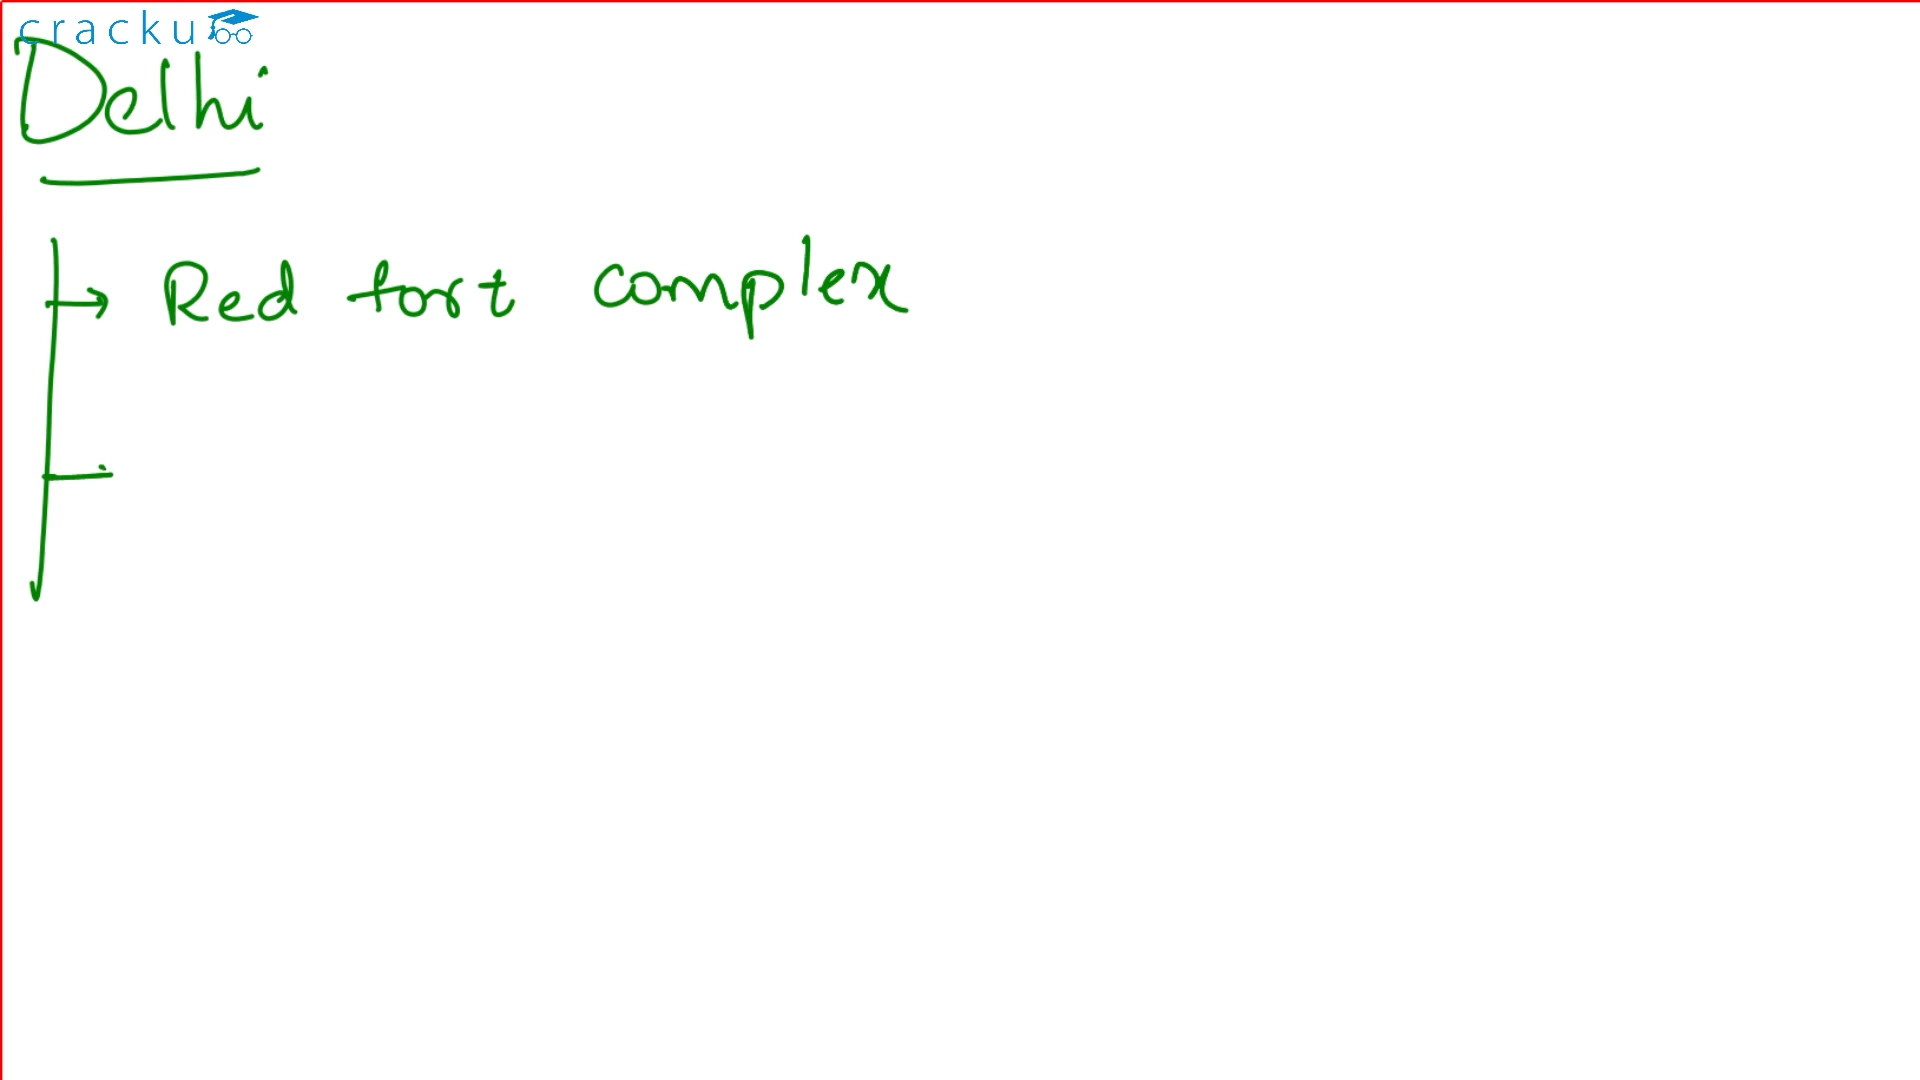 cracku
Delhi
→ Red fort complex